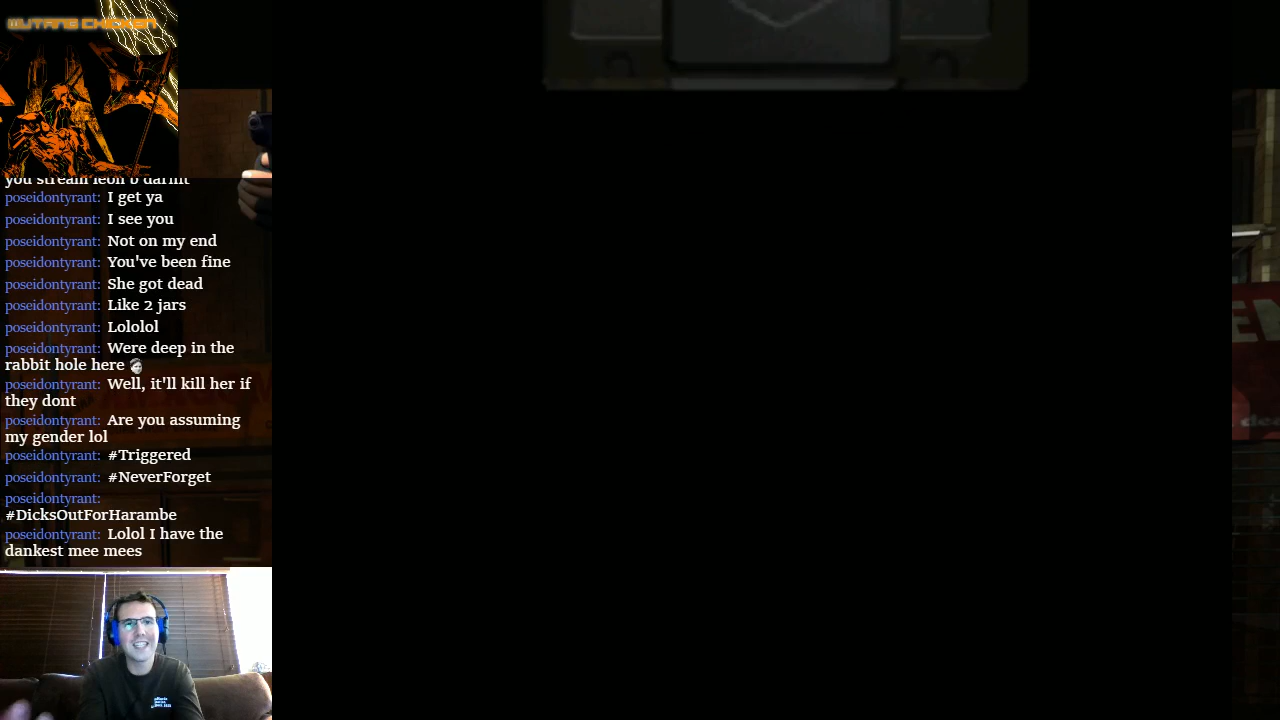 WUTANG CHICKEN
you stream leon b darint
poseidontyrant: I get ya
poseidontyrant: I see you
poseidontyrant: Not on my end
poseidontyrant: You've been fine
poseidontyrant: She got dead
poseidontyrant: Like 2 jars
poseidontyrant: Lololol
poseidontyrant: Were deep in the
rabbit hole here
poseidontyrant: Well, it'll kill her if
they dont
poseidontyrant: Are you assuming
my gender lol
poseidontyrant: #Triggered
poseidontyrant: #NeverForget
poseidontyrant:
#DicksOutForHarambe
poseidontyrant: Lolol I have the
dankest mee mees